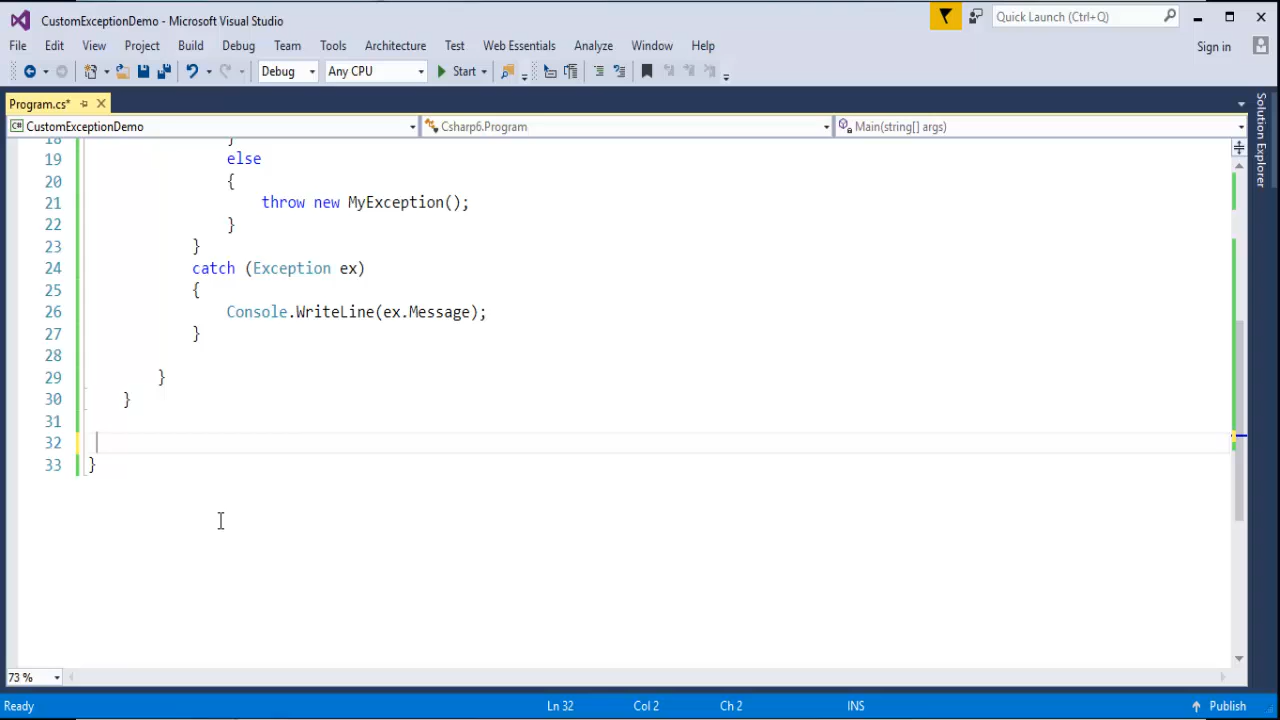 CustomExceptionDemo - Microsoft Visual Studio
Quick Launch (Ctrl+Q)
File Edit View Project Build Debug Team Tools Architecture Test Web Essentials Analyze Window Help
Sign in
Debug Any CPU Start
Program.cs*
CustomExceptionDemo Csharp6.Program Main(string[] args)
Solution Explorer
18 }
19 else
20 {
21 throw new MyException();
22 }
23 }
24 catch (Exception ex)
25 {
26 Console.WriteLine(ex.Message);
27 }
28
29 }
30 }
31
32
33 }
73 %
Ready Ln 32 Col 2 Ch 2 INS Publish